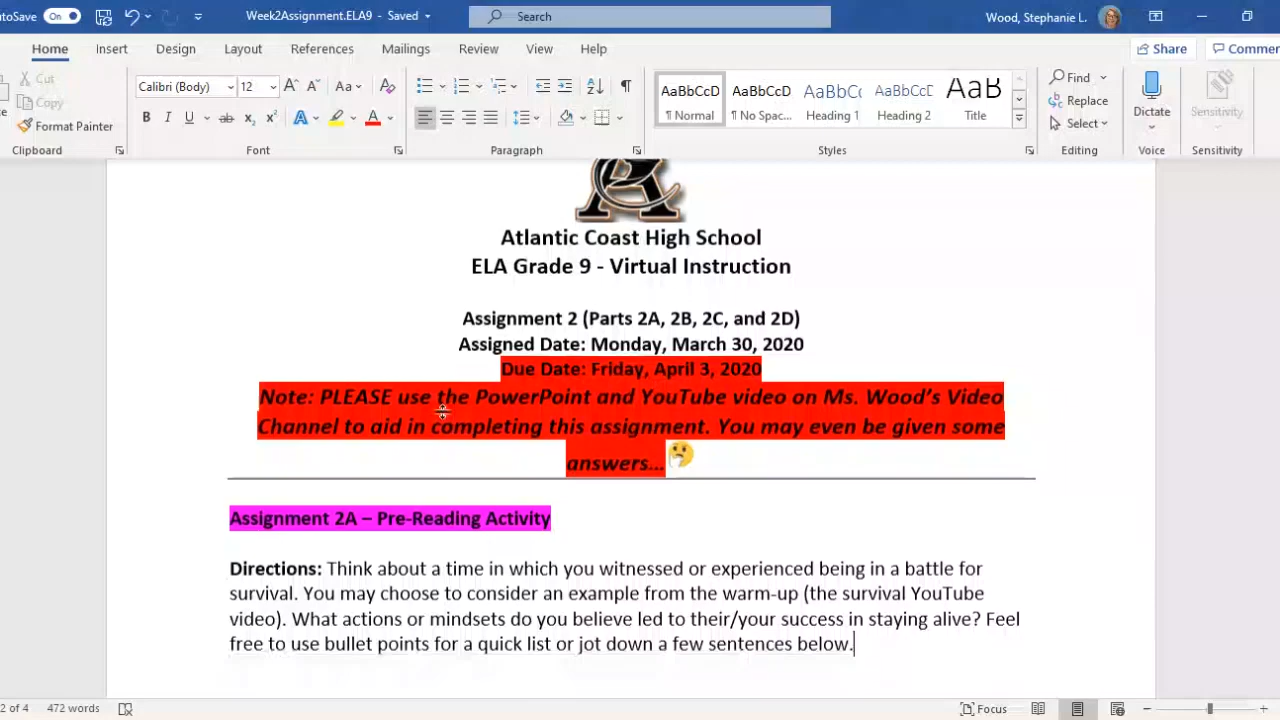 AutoSave On Week2Assignment.ELA9 - Saved Search Wood, Stephanie L.
Home Insert Design Layout References Mailings Review View Help Share Comme
Cut
Copy
Format Painter
Calibri (Body) 12
Aa
B I U ab x₂ x² A A
AaBbCcD AaBbCcD AaBbCc AaBbCcD AaB
¶ Normal ¶ No Spac... Heading 1 Heading 2 Title
Find
Replace
Select
Dictate
Sensitivity
Clipboard Font Paragraph Styles Editing Voice Sensitivity
Atlantic Coast High School
ELA Grade 9 - Virtual Instruction
Assignment 2 (Parts 2A, 2B, 2C, and 2D)
Assigned Date: Monday, March 30, 2020
Due Date: Friday, April 3, 2020
Note: PLEASE use the PowerPoint and YouTube video on Ms. Wood’s Video
Channel to aid in completing this assignment. You may even be given some
answers…
Assignment 2A – Pre-Reading Activity
Directions: Think about a time in which you witnessed or experienced being in a battle for
survival. You may choose to consider an example from the warm-up (the survival YouTube
video). What actions or mindsets do you believe led to their/your success in staying alive? Feel
free to use bullet points for a quick list or jot down a few sentences below.
2 of 4 472 words Focus